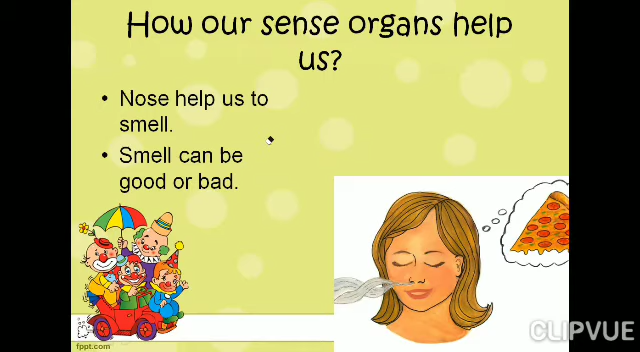 How our sense organs help
us?
• Nose help us to
smell.
• Smell can be
good or bad.
fppt.com
CLIPVUE